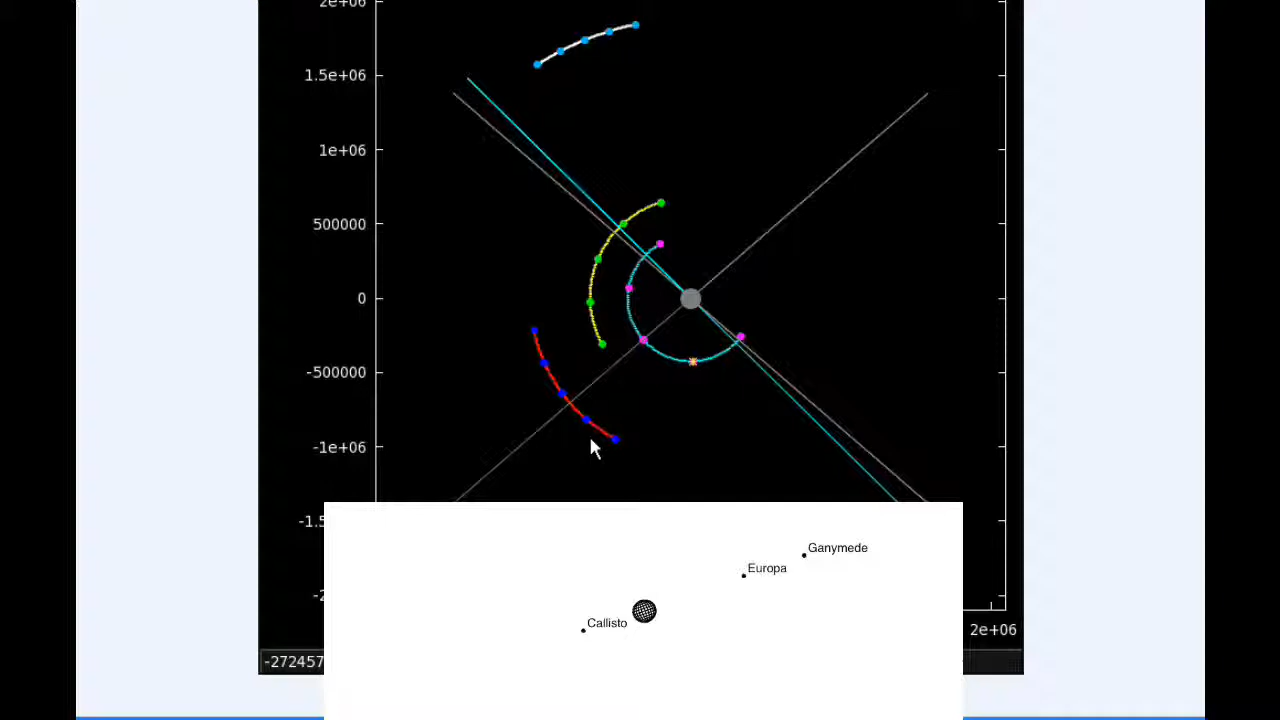 2e+06
1.5e+06
1e+06
500000
0
-500000
-1e+06
-1.5
-2
2e+06
-272457
Ganymede
Europa
Callisto